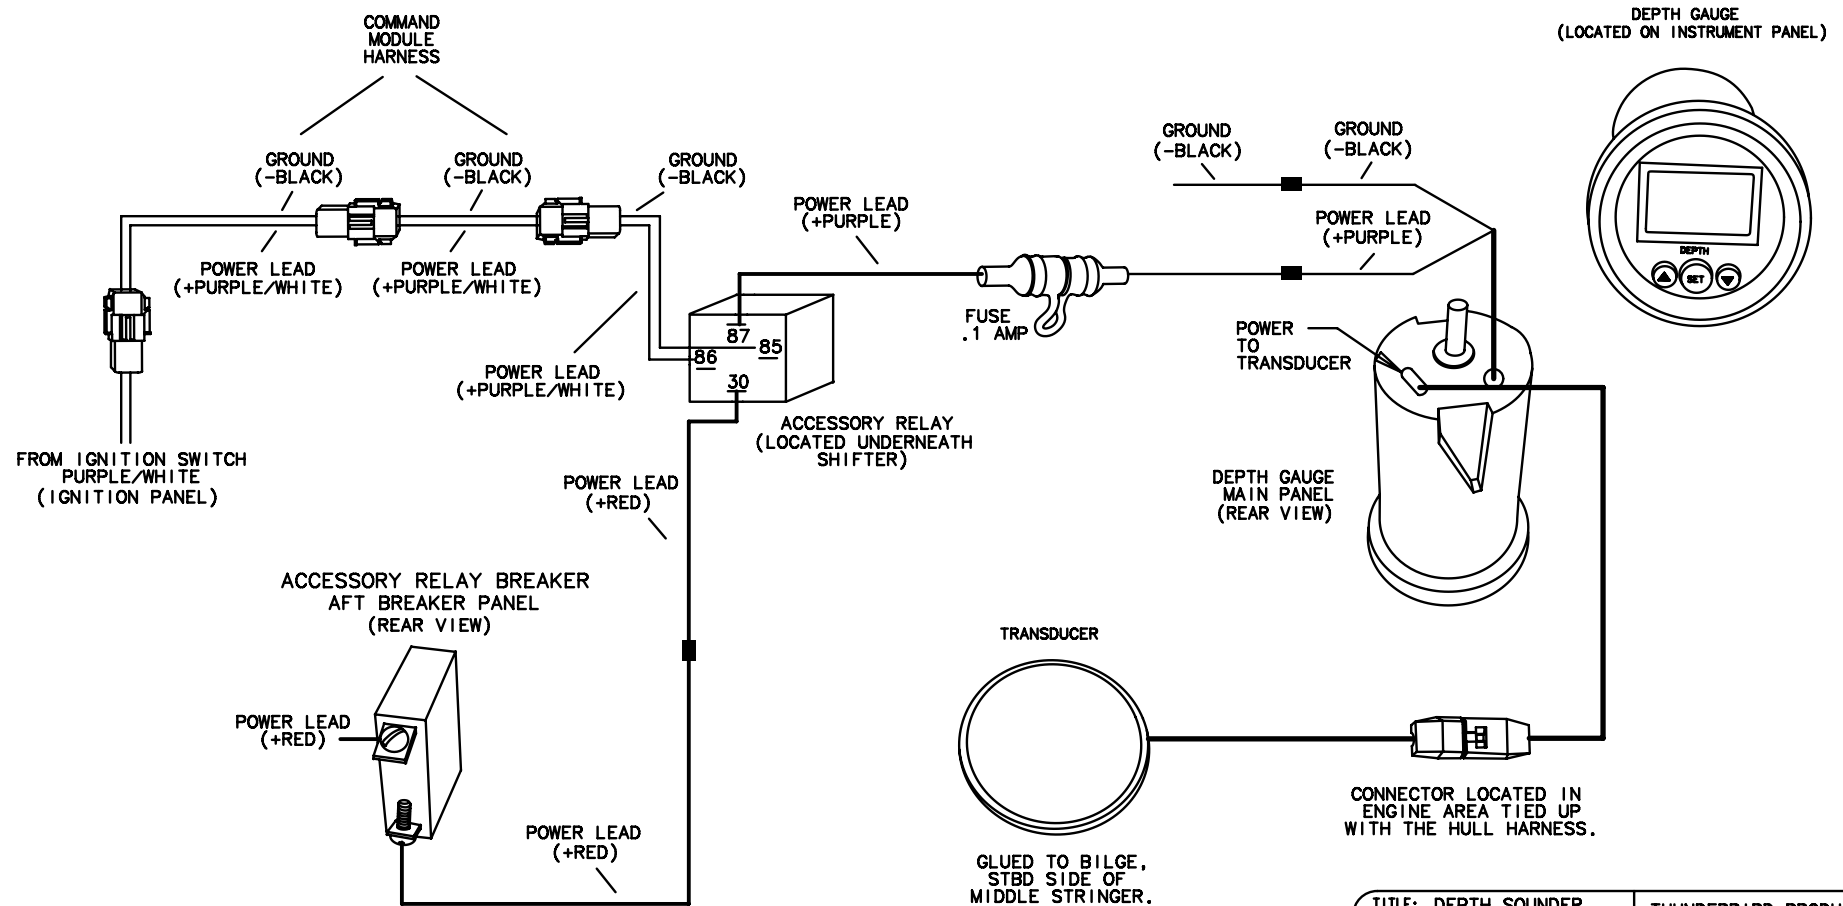 COMMAND
MODULE
HARNESS
DEPTH GAUGE
(LOCATED ON INSTRUMENT PANEL)
GROUND
(-BLACK)
GROUND
(-BLACK)
GROUND
(-BLACK)
GROUND
(-BLACK)
GROUND
(-BLACK)
POWER LEAD
(+PURPLE)
POWER LEAD
(+PURPLE)
POWER LEAD
(+PURPLE/WHITE)
POWER LEAD
(+PURPLE/WHITE)
DEPTH
SET
FUSE
.1 AMP
87
85
86
30
POWER
TO
TRANSDUCER
POWER LEAD
(+PURPLE/WHITE)
ACCESSORY RELAY
(LOCATED UNDERNEATH
SHIFTER)
FROM IGNITION SWITCH
PURPLE/WHITE
(IGNITION PANEL)
POWER LEAD
(+RED)
DEPTH GAUGE
MAIN PANEL
(REAR VIEW)
ACCESSORY RELAY BREAKER
AFT BREAKER PANEL
(REAR VIEW)
TRANSDUCER
POWER LEAD
(+RED)
CONNECTOR LOCATED IN
ENGINE AREA TIED UP
WITH THE HULL HARNESS.
POWER LEAD
(+RED)
GLUED TO BILGE,
STBD SIDE OF
MIDDLE STRINGER.
TITLE: DEPTH SOUNDER